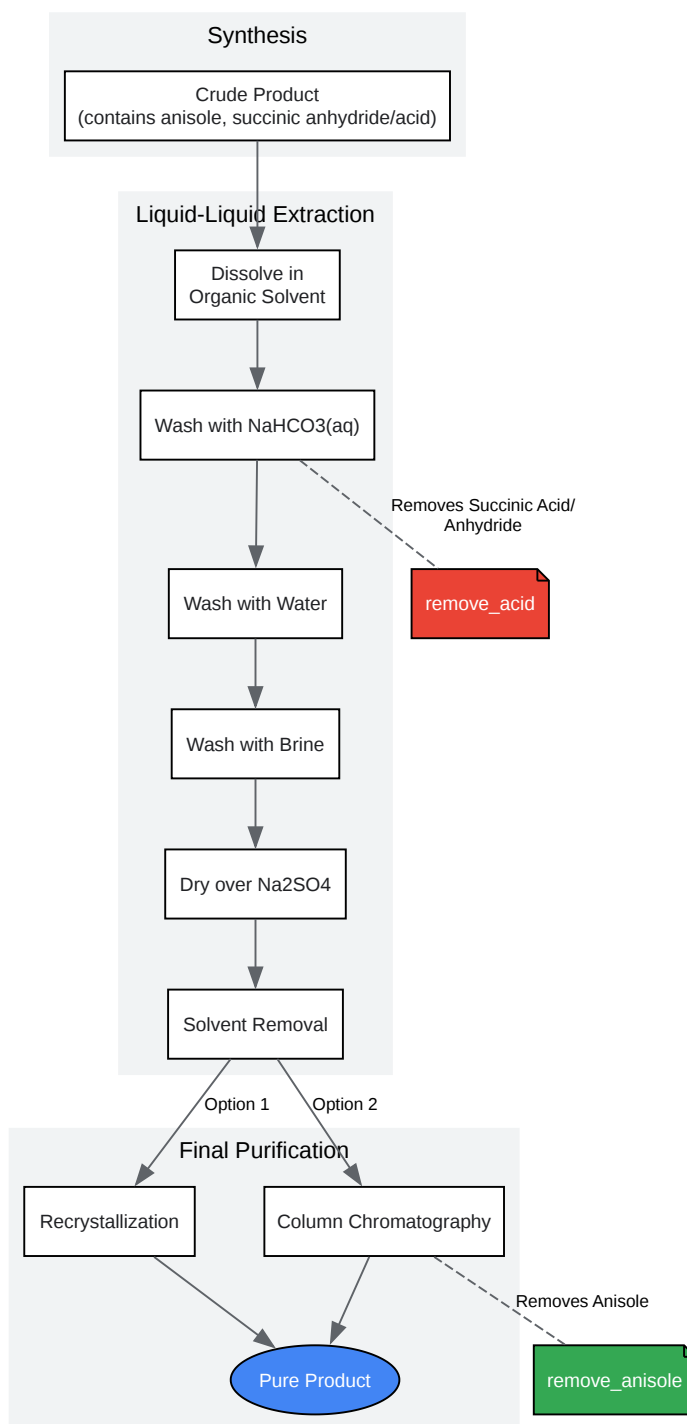 Synthesis
Crude Product
(contains anisole, succinic anhydride/acid)
Liquid-Liquid Extraction
Dissolve in
Organic Solvent
Wash with NaHCO3(aq)
Removes Succinic Acid/
Anhydride
Wash with Water
remove_acid
Wash with Brine
Dry over Na2SO4
Solvent Removal
Option 1
Option 2
Final Purification
Recrystallization
Column Chromatography
Removes Anisole
Pure Product
remove_anisole